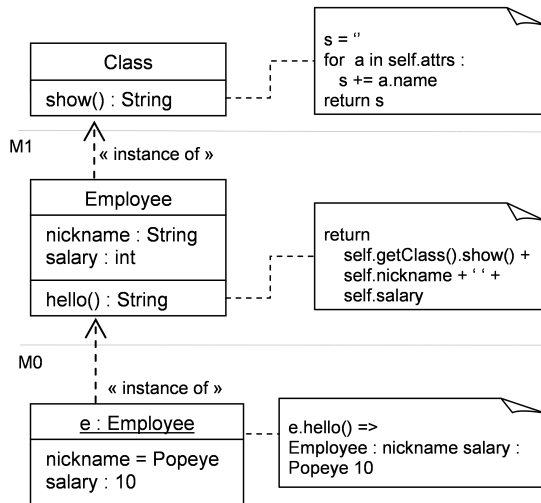 Class
show() : String
s = ‘’
for a in self.attrs :
s += a.name
return s
M1
« instance of »
Employee
nickname : String
salary : int
hello() : String
return
self.getClass().show() +
self.nickname + ‘ ‘ +
self.salary
M0
« instance of »
e : Employee
nickname = Popeye
salary : 10
e.hello() =>
Employee : nickname salary :
Popeye 10